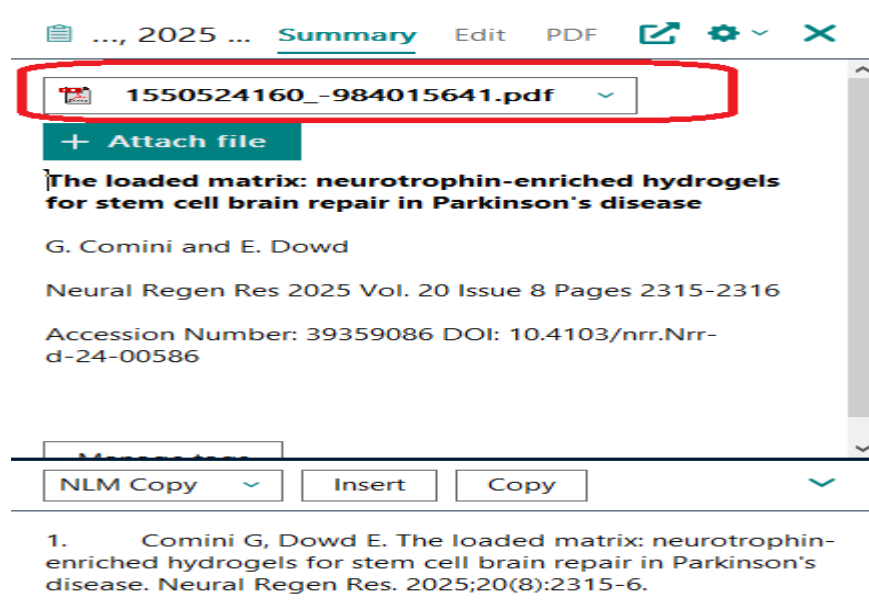 ..., 2025 ... Summary Edit PDF
1550524160_-984015641.pdf
+ Attach file
The loaded matrix: neurotrophin-enriched hydrogels
for stem cell brain repair in Parkinson's disease
G. Comini and E. Dowd
Neural Regen Res 2025 Vol. 20 Issue 8 Pages 2315-2316
Accession Number: 39359086 DOI: 10.4103/nrr.Nrr-
d-24-00586
Manage tags
NLM Copy Insert Copy
1. Comini G, Dowd E. The loaded matrix: neurotrophin-
enriched hydrogels for stem cell brain repair in Parkinson's
disease. Neural Regen Res. 2025;20(8):2315-6.